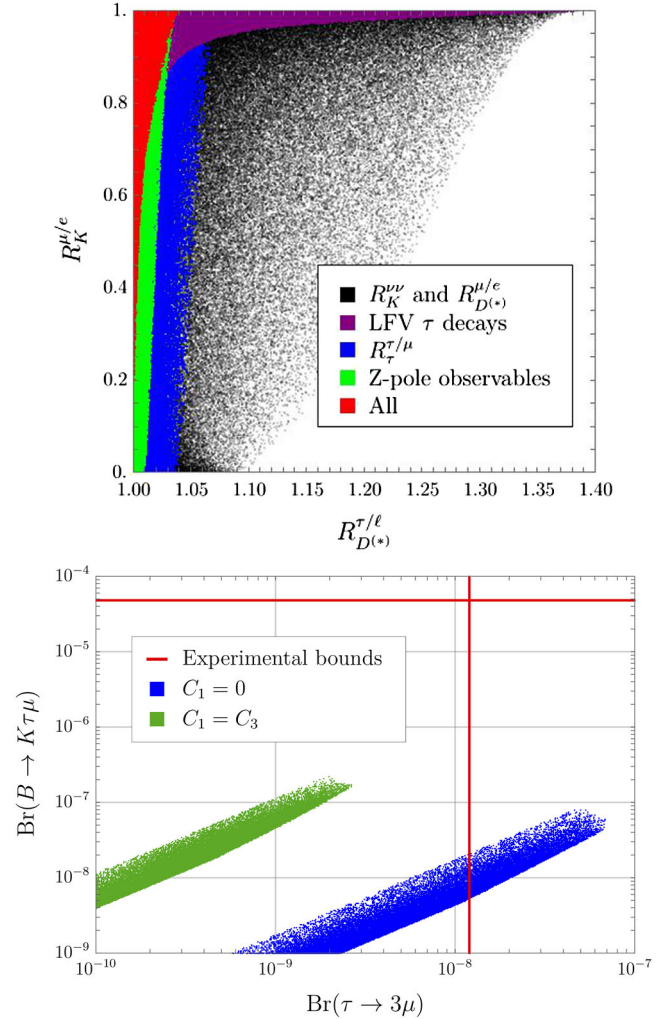 1.
0.8
0.6
0.4
0.2
0.
R_K^{μ/e}
R_K^{νν} and R_{D^{(*)}}^{μ/e}
LFV τ decays
R_τ^{τ/μ}
Z-pole observables
All
1.00 1.05 1.10 1.15 1.20 1.25 1.30 1.35 1.40
R_{D^{(*)}}^{τ/ℓ}
10^{-4}
10^{-5}
10^{-6}
10^{-7}
10^{-8}
10^{-9}
Br(B → Kτμ)
Experimental bounds
C_1 = 0
C_1 = C_3
10^{-10} 10^{-9} 10^{-8} 10^{-7}
Br(τ → 3μ)